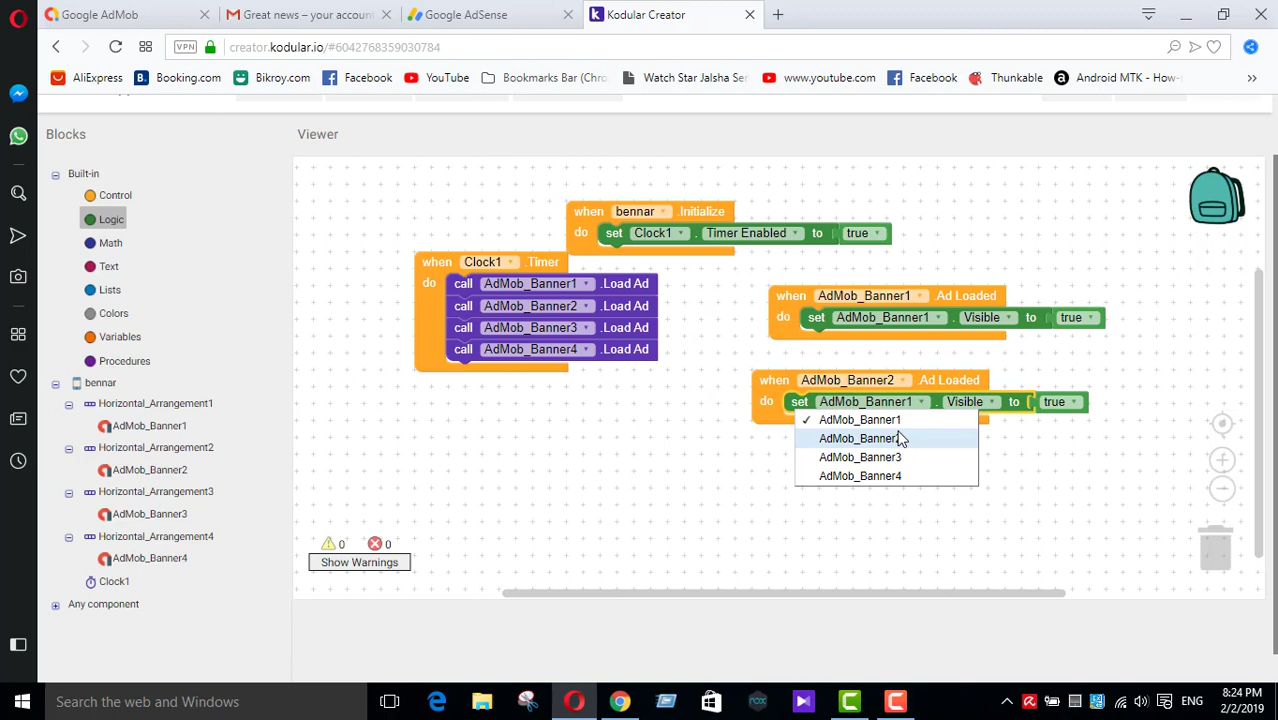 Google AdMob
Great news – your account
Google AdSense
Kodular Creator
VPN
creator.kodular.io/#6042768359030784
AliExpress
Booking.com
Bikroy.com
Facebook
YouTube
Bookmarks Bar (Chro
Watch Star Jalsha Ser
www.youtube.com
Facebook
Thunkable
Android MTK - How-
Blocks
Viewer
Built-in
Control
Logic
Math
Text
Lists
Colors
Variables
Procedures
bennar
Horizontal_Arrangement1
AdMob_Banner1
Horizontal_Arrangement2
AdMob_Banner2
Horizontal_Arrangement3
AdMob_Banner3
Horizontal_Arrangement4
AdMob_Banner4
Clock1
Any component
when bennar .Initialize
do set Clock1 . Timer Enabled to true
when Clock1 .Timer
do call AdMob_Banner1 .Load Ad
call AdMob_Banner2 .Load Ad
call AdMob_Banner3 .Load Ad
call AdMob_Banner4 .Load Ad
when AdMob_Banner1 .Ad Loaded
do set AdMob_Banner1 . Visible to true
when AdMob_Banner2 .Ad Loaded
do set AdMob_Banner1 . Visible to true
AdMob_Banner1
AdMob_Banner2
AdMob_Banner3
AdMob_Banner4
0 0
Show Warnings
Search the Web and Windows
ENG
8:24 PM
2/2/2019